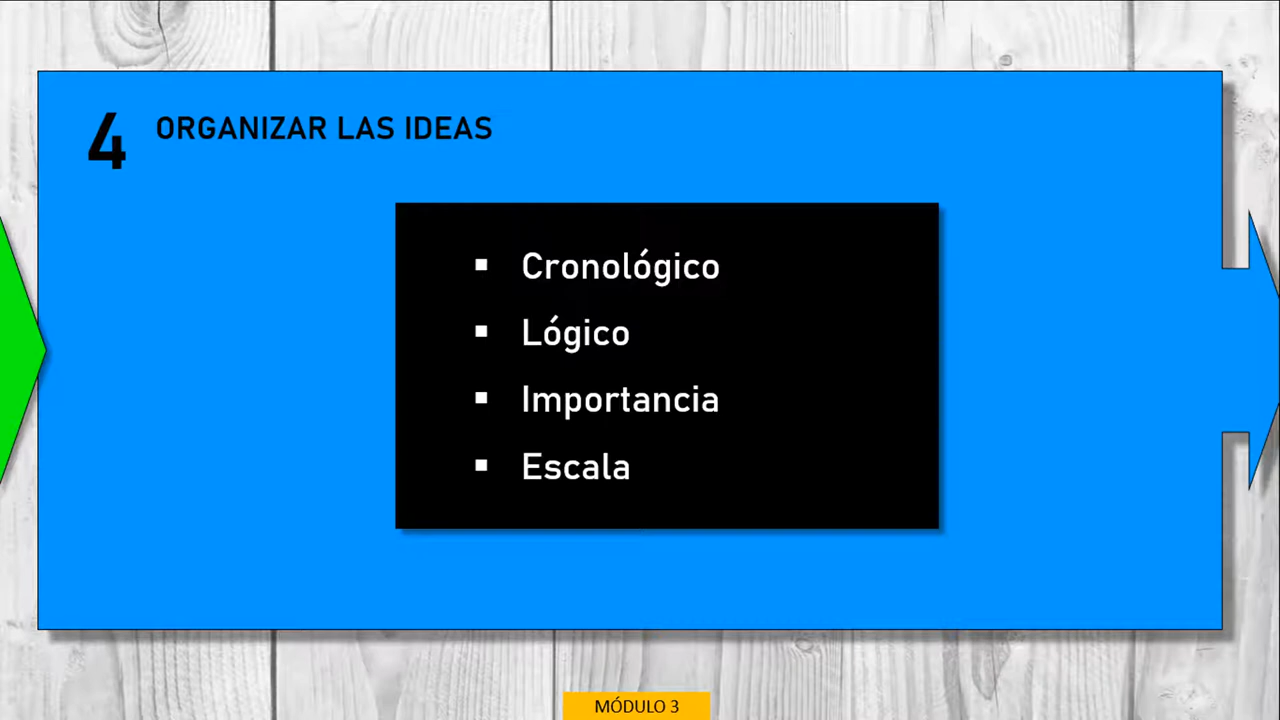 4
ORGANIZAR LAS IDEAS
▪ Cronológico
▪ Lógico
▪ Importancia
▪ Escala
MÓDULO 3